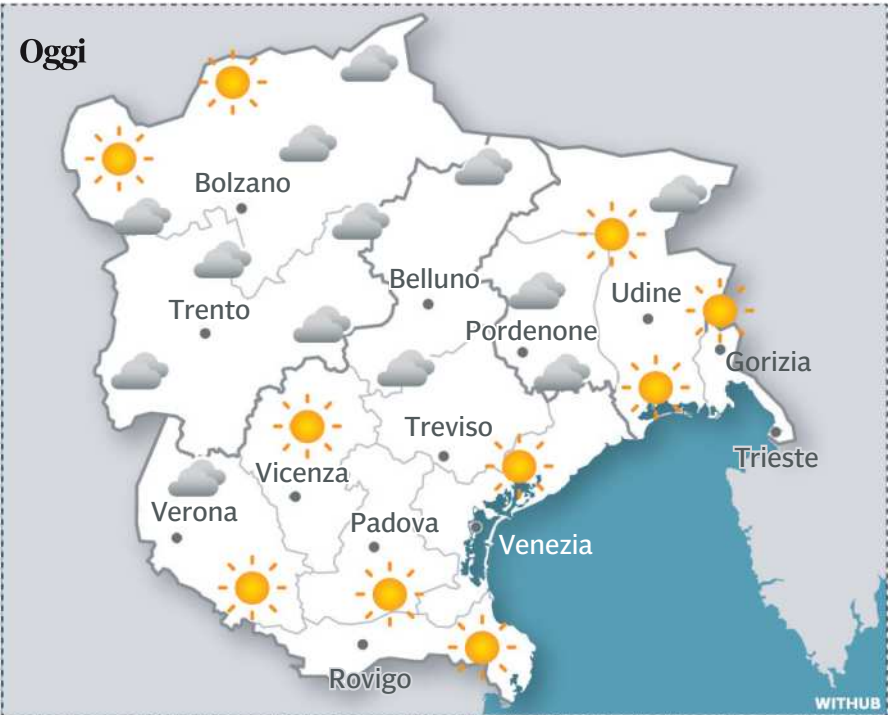 Oggi
Bolzano
Belluno
Udine
Trento
Pordenone
Gorizia
Treviso
Trieste
Vicenza
Verona
Padova
Venezia
Rovigo
WITHUB